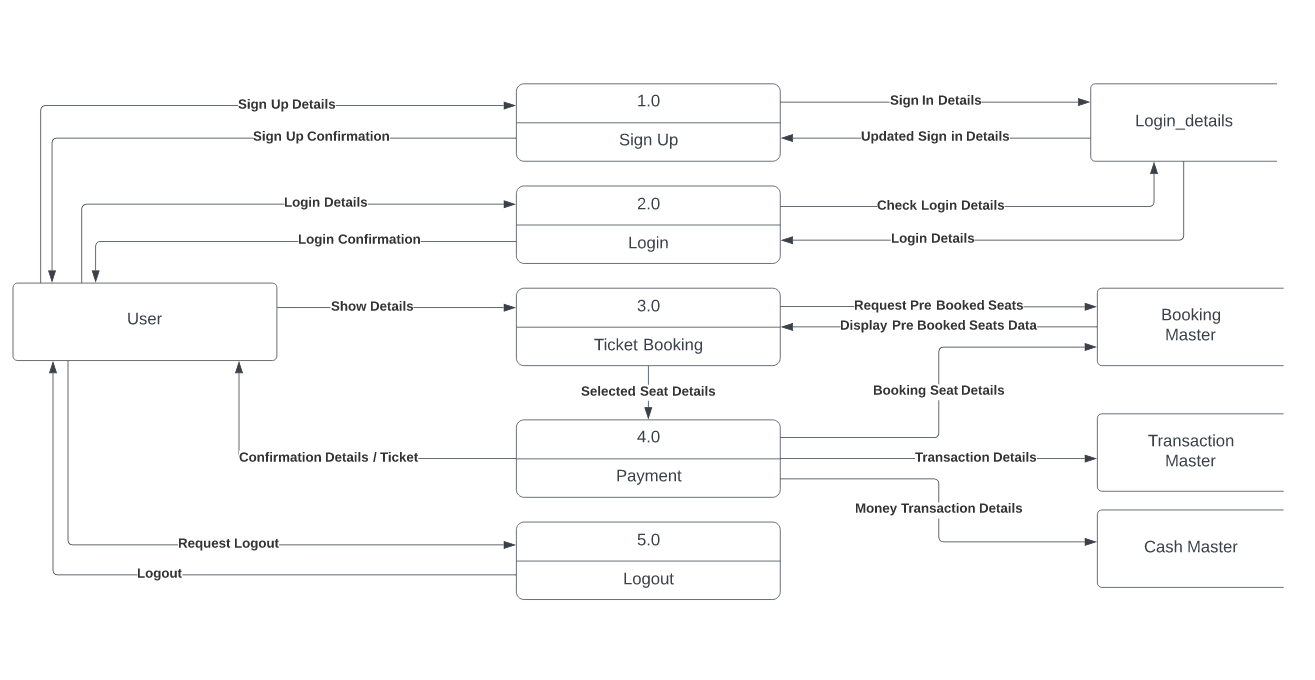 1.0
Sign Up Details
Sign In Details
Login_details
Sign Up Confirmation
Sign Up
Updated Sign in Details
2.0
Login Details
Check Login Details
Login Confirmation
Login
Login Details
User
Show Details
3.0
Request Pre Booked Seats
Booking
Master
Display Pre Booked Seats Data
Ticket Booking
Selected Seat Details
Booking Seat Details
4.0
Transaction
Master
Confirmation Details / Ticket
Transaction Details
Payment
Money Transaction Details
Request Logout
5.0
Cash Master
Logout
Logout